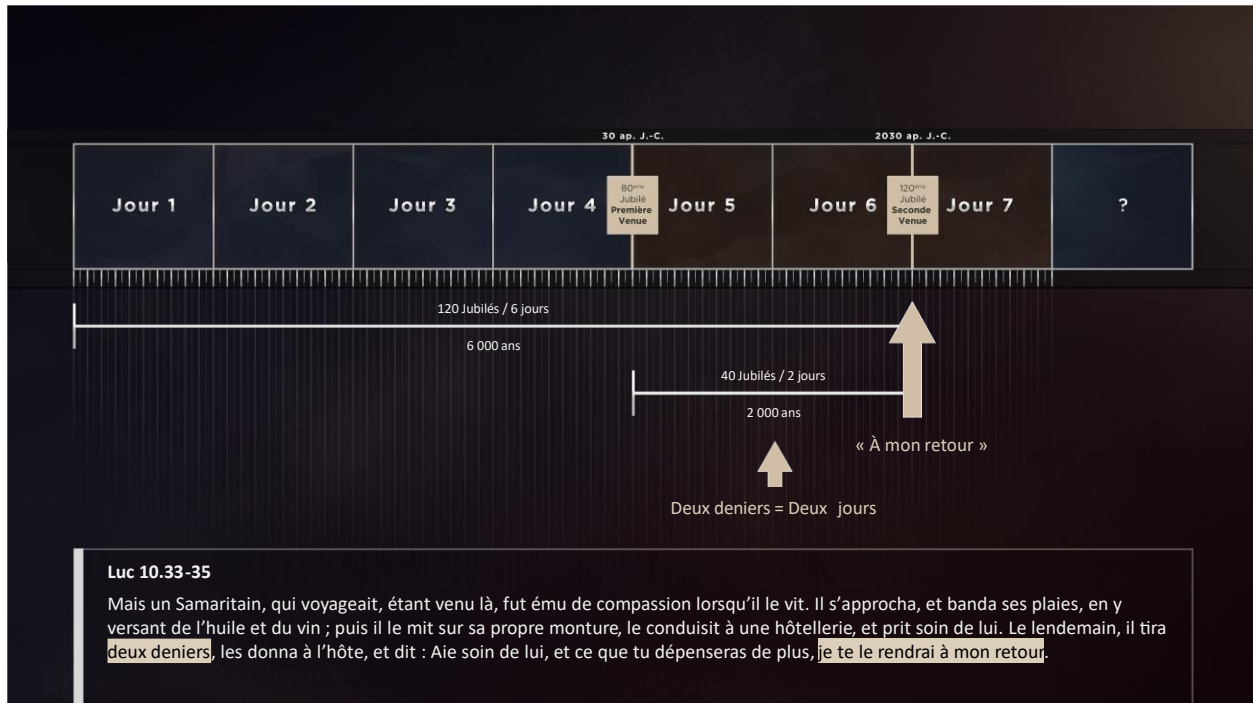 30 ap. J.-C.
2030 ap. J.-C.
Jour 1
Jour 2
Jour 3
Jour 4
80ème
Jubilé
Première
Venue
Jour 5
Jour 6
120ème
Jubilé
Seconde
Venue
Jour 7
?
120 Jubilés / 6 jours
6 000 ans
40 Jubilés / 2 jours
2 000 ans
« À mon retour »
Deux deniers = Deux jours
Luc 10.33-35
Mais un Samaritain, qui voyageait, étant venu là, fut ému de compassion lorsqu’il le vit. Il s’approcha, et banda ses plaies, en y
versant de l’huile et du vin ; puis il le mit sur sa propre monture, le conduisit à une hôtellerie, et prit soin de lui. Le lendemain, il tira
deux deniers, les donna à l’hôte, et dit : Aie soin de lui, et ce que tu dépenseras de plus, je te le rendrai à mon retour.